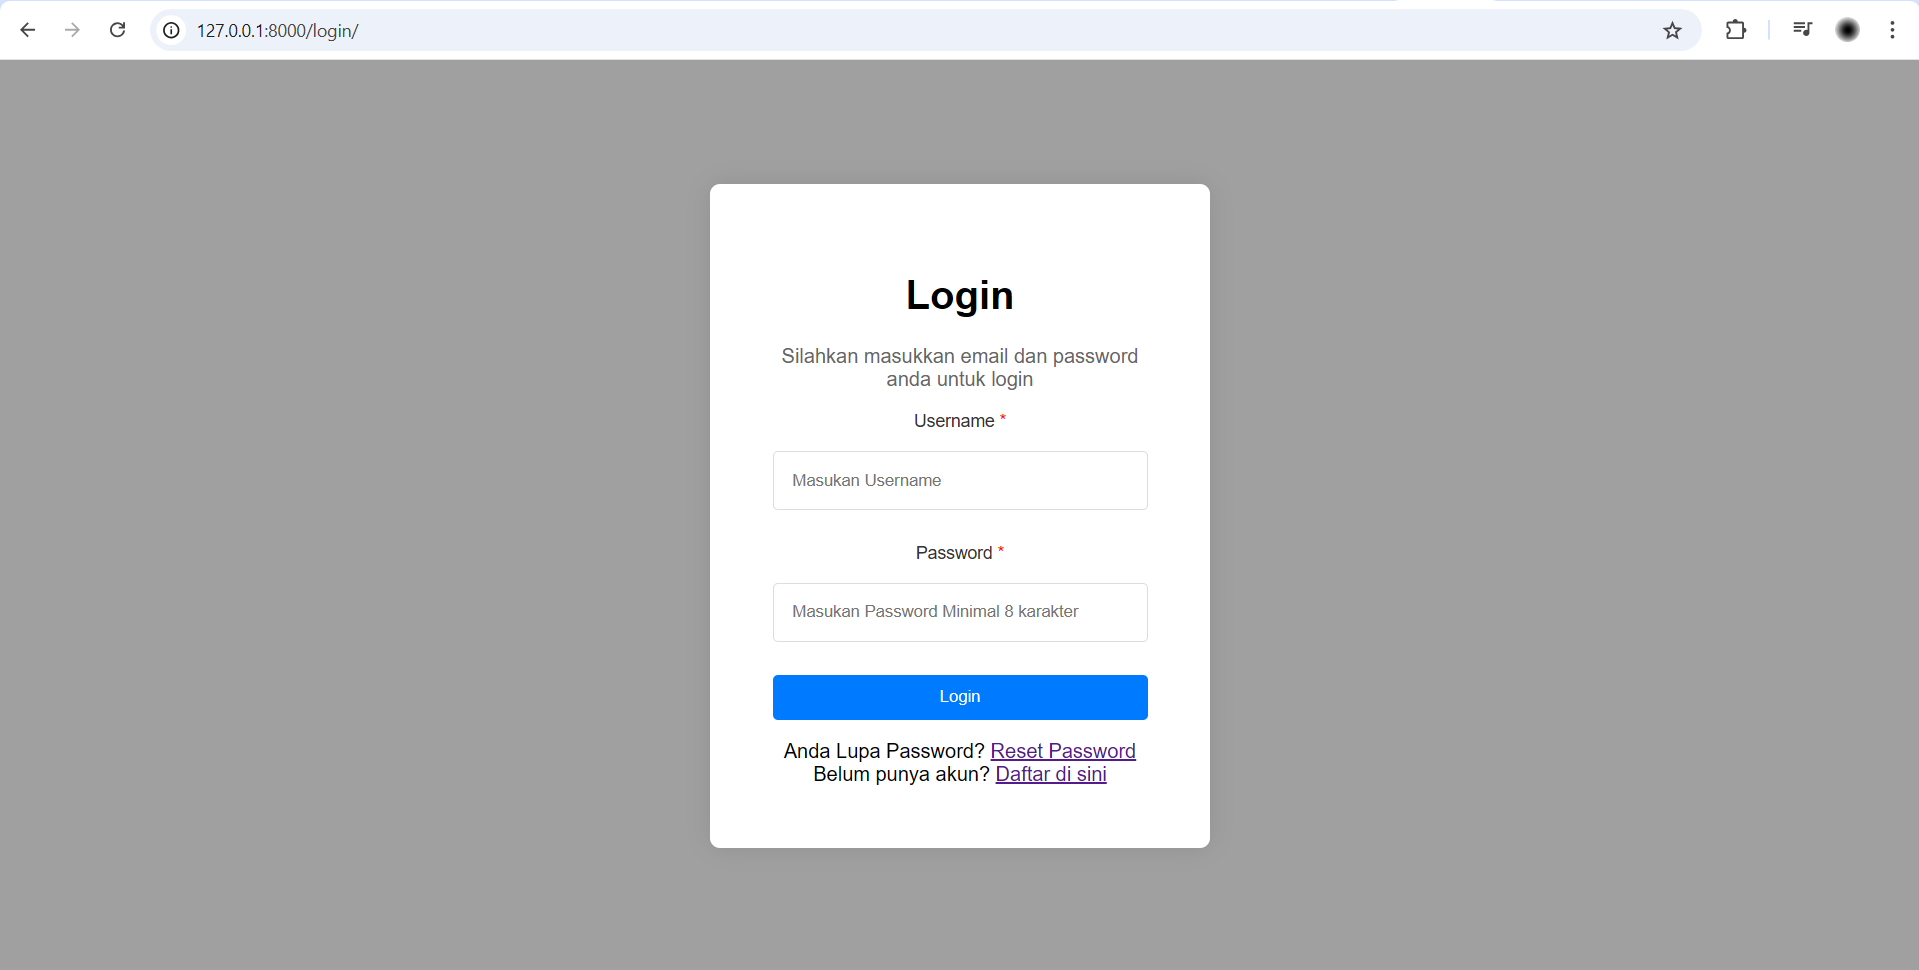 127.0.0.1:8000/login/
Login
Silahkan masukkan email dan password
anda untuk login
Username *
Masukan Username
Password *
Masukan Password Minimal 8 karakter
Login
Anda Lupa Password? Reset Password
Belum punya akun? Daftar di sini